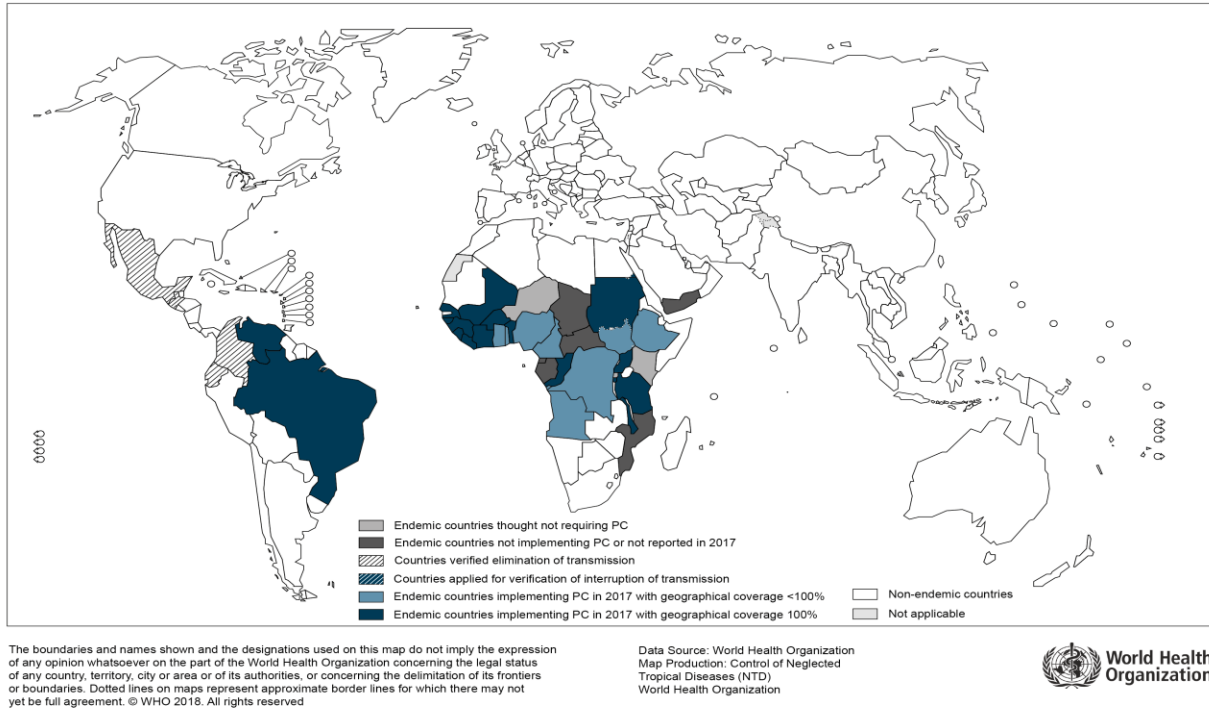 Endemic countries thought not requiring PC
Endemic countries not implementing PC or not reported in 2017
Countries verified elimination of transmission
Countries applied for verification of interruption of transmission
Endemic countries implementing PC in 2017 with geographical coverage <100%
Endemic countries implementing PC in 2017 with geographical coverage 100%
Non-endemic countries
Not applicable
The boundaries and names shown and the designations used on this map do not imply the expression
of any opinion whatsoever on the part of the World Health Organization concerning the legal status
of any country, territory, city or area or of its authorities, or concerning the delimitation of its frontiers
or boundaries. Dotted lines on maps represent approximate border lines for which there may not
yet be full agreement. © WHO 2018. All rights reserved
Data Source: World Health Organization
Map Production: Control of Neglected
Tropical Diseases (NTD)
World Health Organization
World Health
Organization